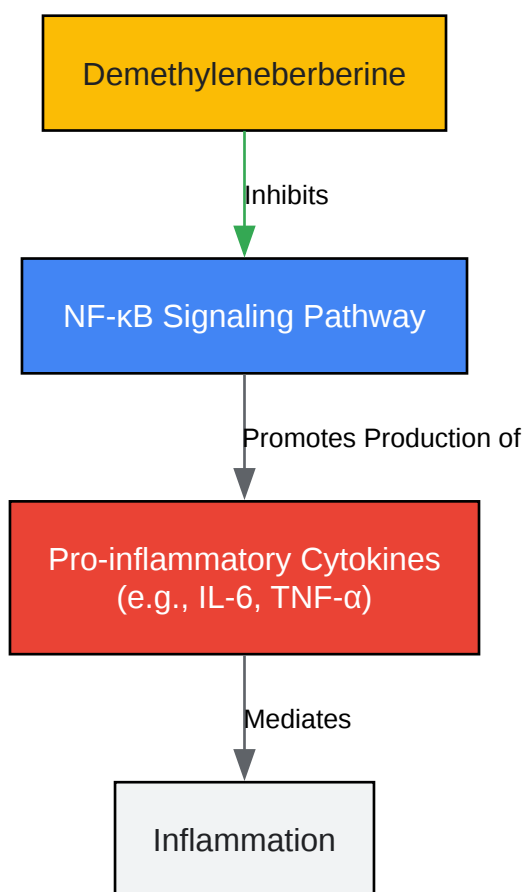 Demethyleneberberine
Inhibits
NF-κB Signaling Pathway
Promotes Production of
Pro-inflammatory Cytokines
(e.g., IL-6, TNF-α)
Mediates
Inflammation